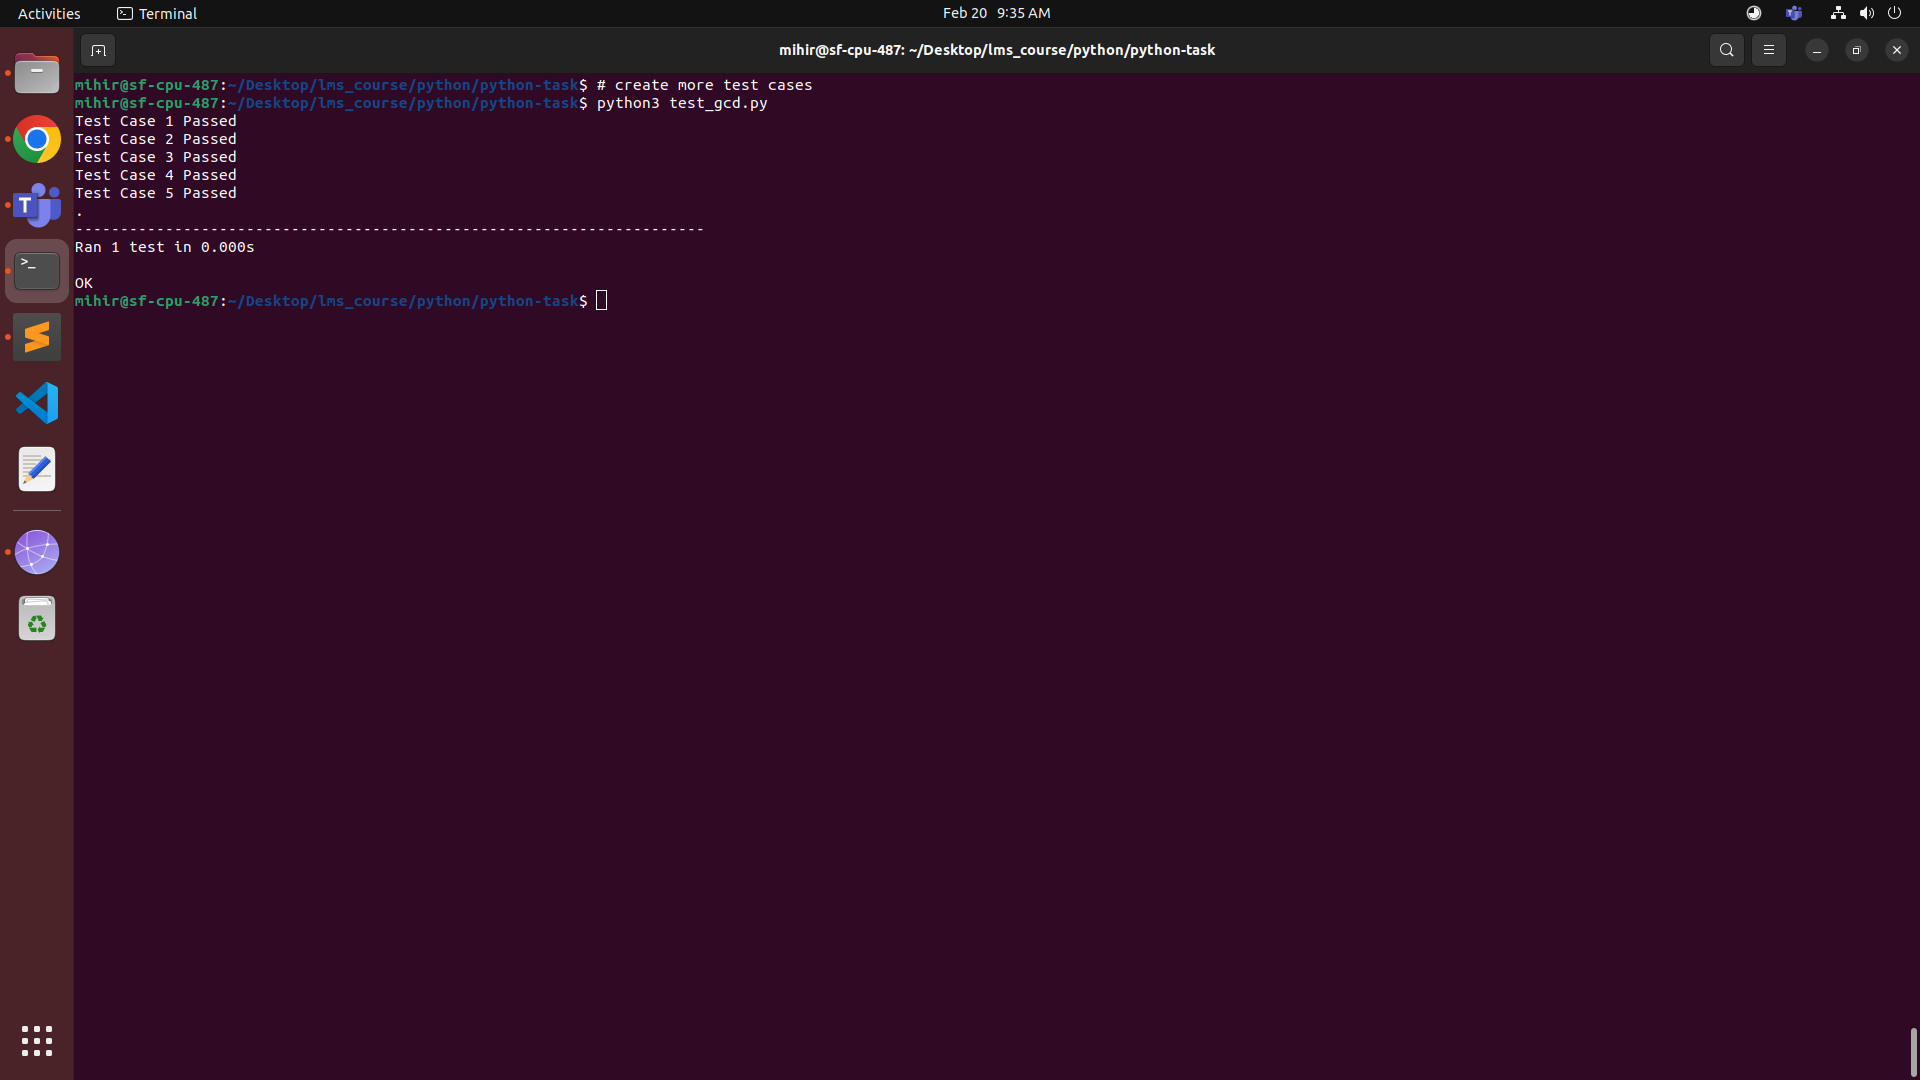 Activities
Terminal
Feb 20 9:35 AM
mihir@sf-cpu-487: ~/Desktop/lms_course/python/python-task
mihir@sf-cpu-487:~/Desktop/lms_course/python/python-task$ # create more test cases
mihir@sf-cpu-487:~/Desktop/lms_course/python/python-task$ python3 test_gcd.py
Test Case 1 Passed
Test Case 2 Passed
Test Case 3 Passed
Test Case 4 Passed
Test Case 5 Passed
.
----------------------------------------------------------------------
Ran 1 test in 0.000s
OK
mihir@sf-cpu-487:~/Desktop/lms_course/python/python-task$